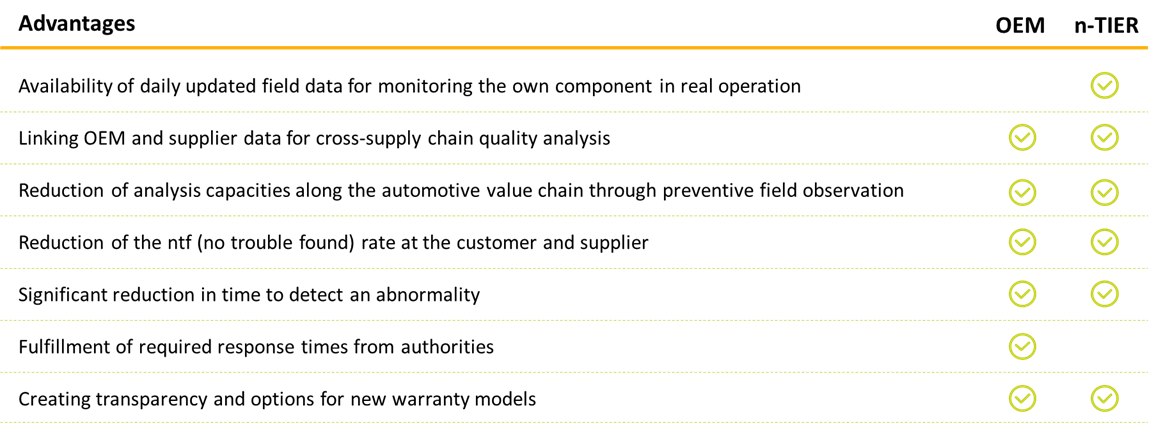 Advantages OEM n-TIER
Availability of daily updated field data for monitoring the own component in real operation
Linking OEM and supplier data for cross-supply chain quality analysis
Reduction of analysis capacities along the automotive value chain through preventive field observation
Reduction of the ntf (no trouble found) rate at the customer and supplier
Significant reduction in time to detect an abnormality
Fulfillment of required response times from authorities
Creating transparency and options for new warranty models